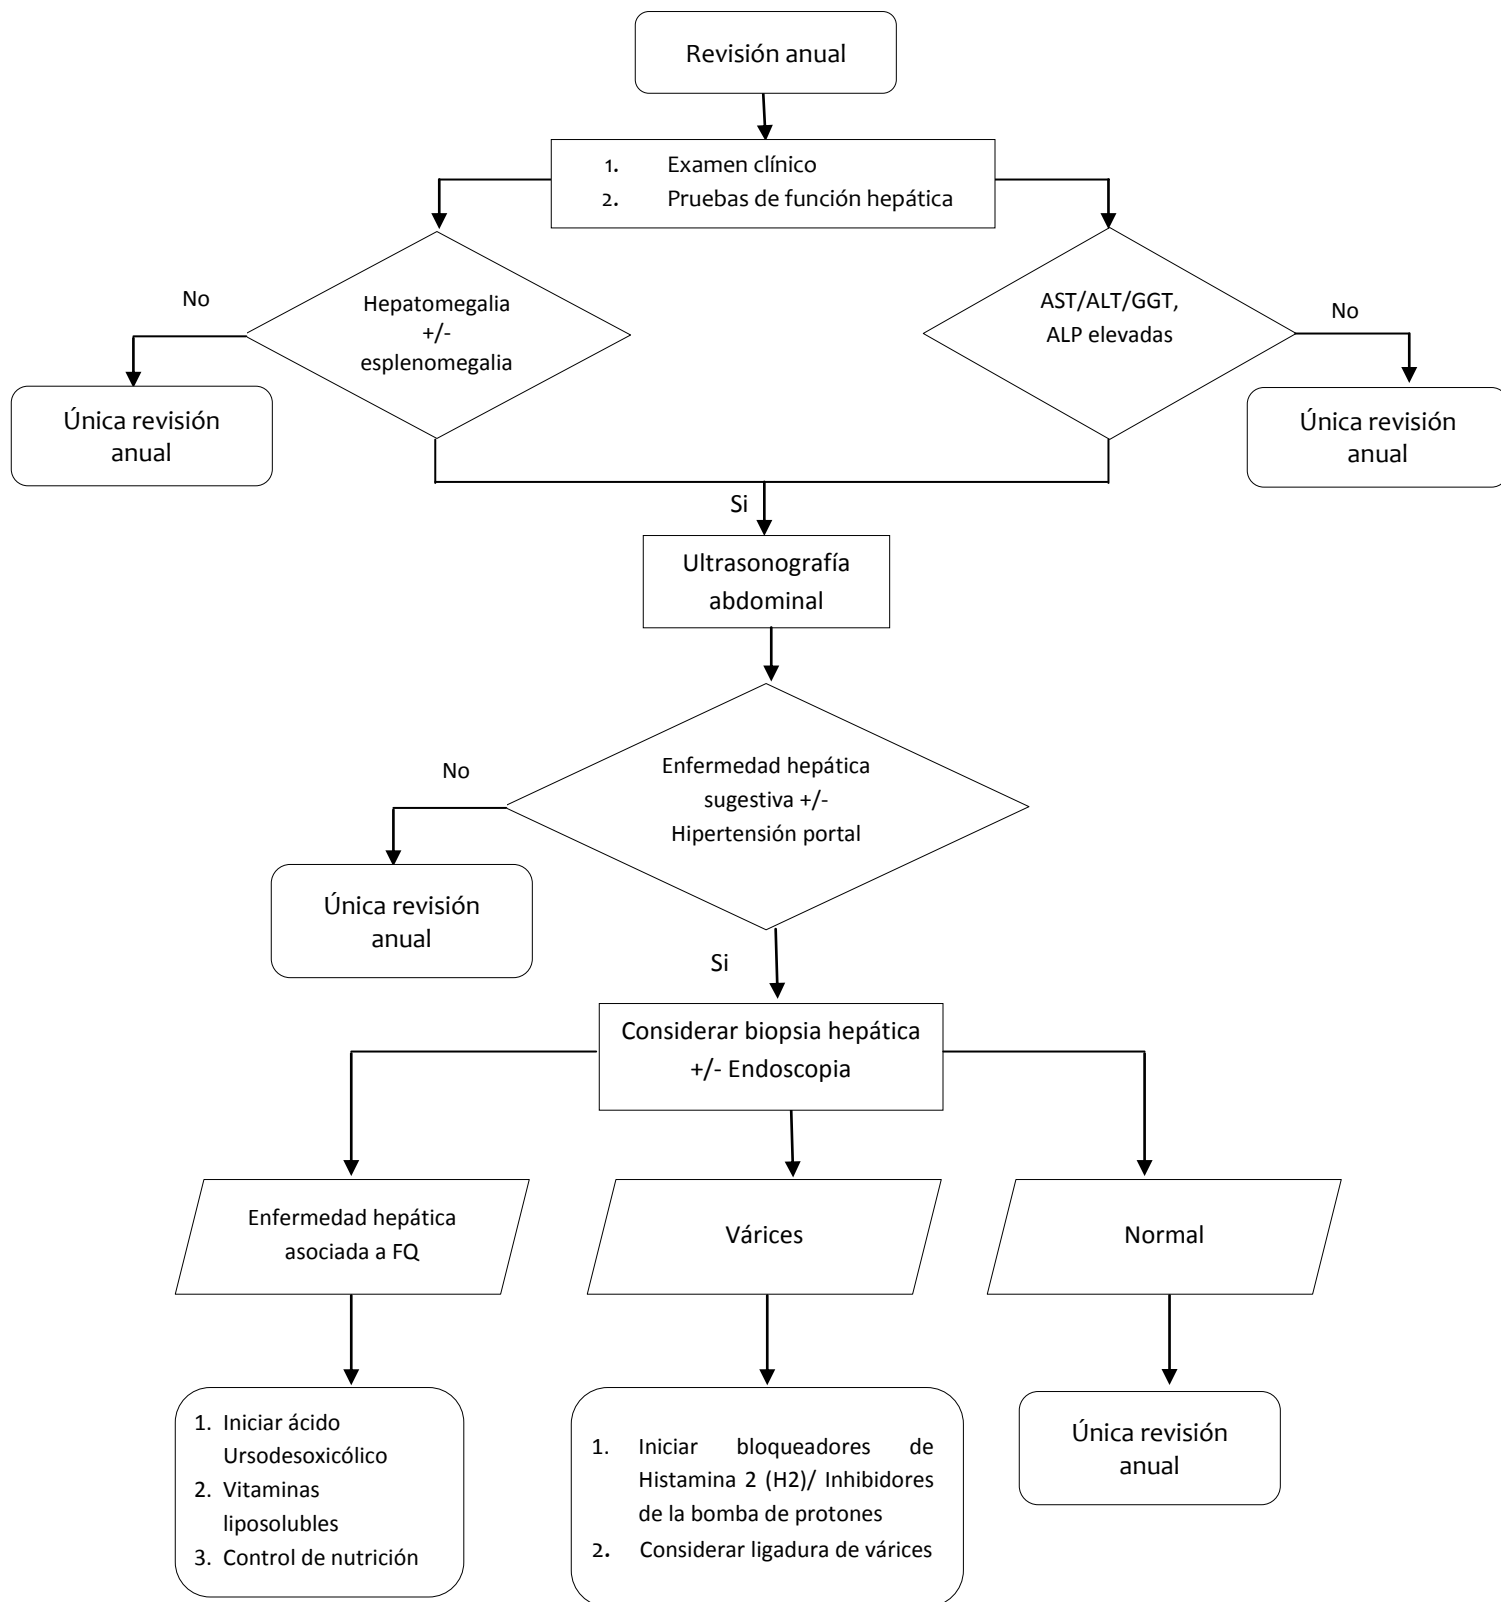 Revisión anual
1. Examen clínico
2. Pruebas de función hepática
No
Hepatomegalia
+/-
esplenomegalia
AST/ALT/GGT,
ALP elevadas
No
Única revisión
anual
Única revisión
anual
Si
Ultrasonografía
abdominal
No
Enfermedad hepática
sugestiva +/-
Hipertensión portal
Única revisión
anual
Si
Considerar biopsia hepática
+/- Endoscopia
Enfermedad hepática
asociada a FQ
Várices
Normal
1. Iniciar ácido
Ursodesoxicólico
2. Vitaminas
liposolubles
3. Control de nutrición
1. Iniciar bloqueadores de
Histamina 2 (H2)/ Inhibidores
de la bomba de protones
2. Considerar ligadura de várices
Única revisión
anual